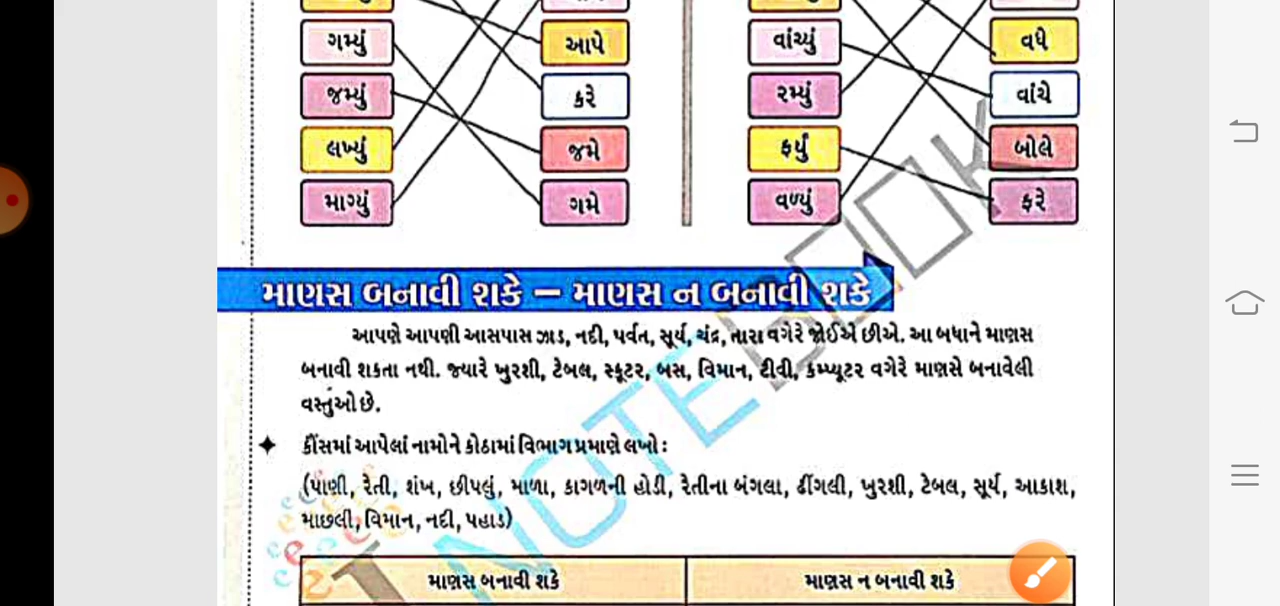 ગમ્યું આપે વાંચ્યું વધે
જમ્યું કરે રમ્યું વાંચે
લખ્યું જમે ફર્યું બોલે
માગ્યું ગમે વળ્યું ફરે
માણસ બનાવી શકે – માણસ ન બનાવી શકે
આપણે આપણી આસપાસ ઝાડ, નદી, પર્વત, સૂર્ય, ચંદ્ર, તારા વગેરે જોઈએ છીએ. આ બધાને માણસ
બનાવી શકતા નથી. જ્યારે ખુરશી, ટેબલ, સ્કૂટર, બસ, વિમાન, ટીવી, કમ્પ્યૂટર વગેરે માણસે બનાવેલી
વસ્તુઓ છે.
✦ કૌંસમાં આપેલાં નામોને કોઠામાં વિભાગ પ્રમાણે લખો :
(પાણી, રેતી, શંખ, છીપલું, માળા, કાગળની હોડી, રેતીના બંગલા, ઢીંગલી, ખુરશી, ટેબલ, સૂર્ય, આકાશ,
માછલી, વિમાન, નદી, પહાડ)
માણસ બનાવી શકે માણસ ન બનાવી શકે
NOTEBOOK